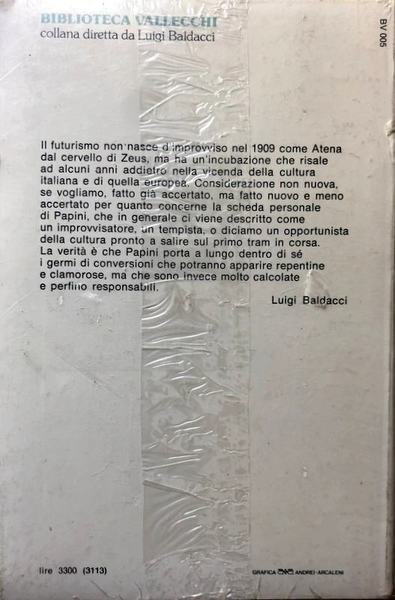 BIBLIOTECA VALLECCHI
collana diretta da Luigi Baldacci
BV 005
Il futurismo non nasce d'improvviso nel 1909 come Atena
dal cervello di Zeus, ma ha un'incubazione che risale
ad alcuni anni addietro nella vicenda della cultura
italiana e di quella europea. Considerazione non nuova,
se vogliamo, fatto già accertato, ma fatto nuovo e meno
accertato per quanto concerne la scheda personale
di Papini, che in generale ci viene descritto come
un improvvisatore, un tempista, o diciamo un opportunista
della cultura pronto a salire sul primo tram in corsa.
La verità è che Papini porta a lungo dentro di sé
i germi di conversioni che potranno apparire repentine
e clamorose, ma che sono invece molto calcolate
e perfino responsabili.
Luigi Baldacci
lire 3300 (3113)
GRAFICA ANDREI-ARCALENI